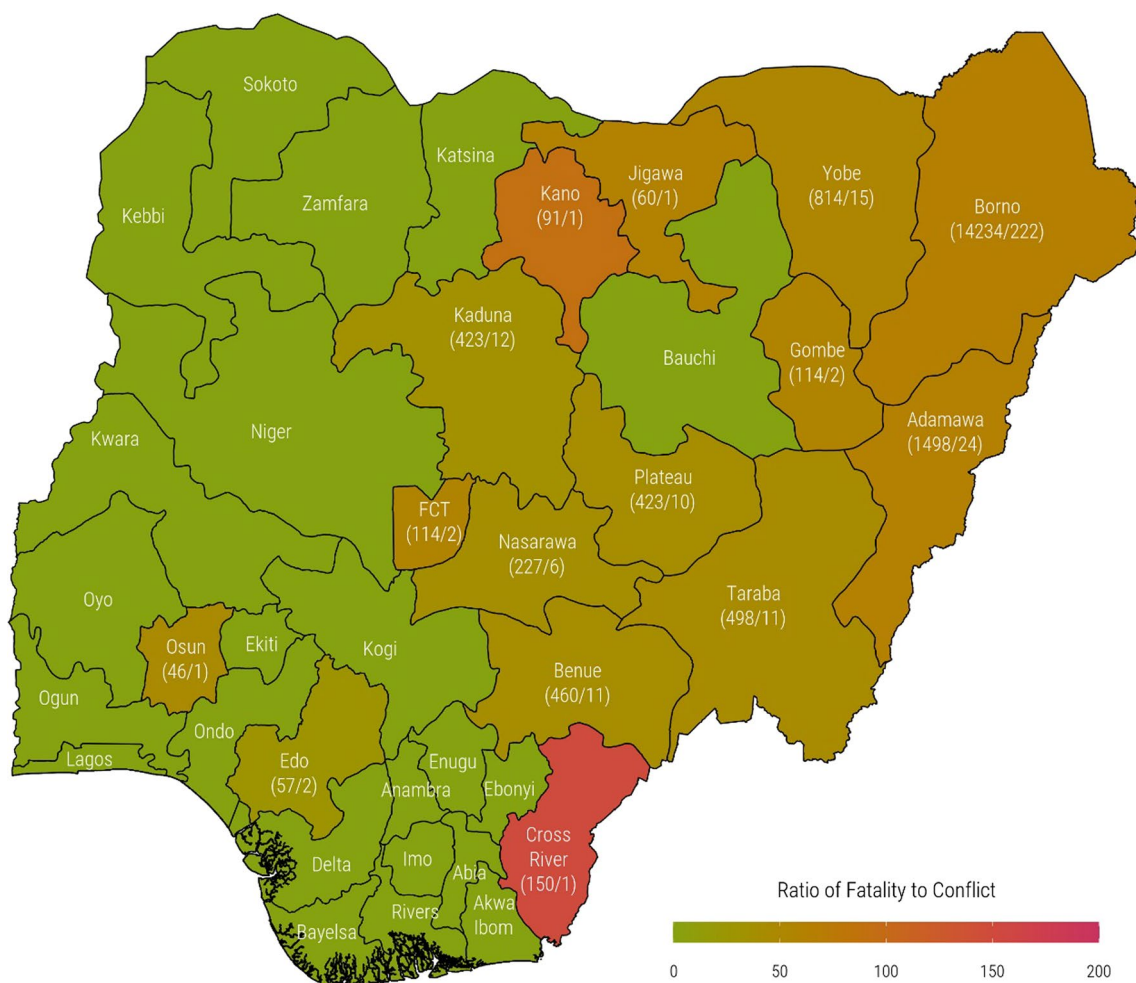 Sokoto
Katsina
Jigawa
(60/1)
Yobe
(814/15)
Kano
(91/1)
Zamfara
Kebbi
Borno
(14234/222)
Kaduna
(423/12)
Bauchi
Gombe
(114/2)
Adamawa
(1498/24)
Niger
Kwara
Plateau
(423/10)
FCT
(114/2)
Nasarawa
(227/6)
Taraba
(498/11)
Oyo
Osun
(46/1)
Ekiti
Kogi
Benue
(460/11)
Ogun
Ondo
Lagos
Edo
(57/2)
Enugu
Anambra
Ebonyi
Cross
River
(150/1)
Delta
Imo
Abia
Akwa
Ibom
Rivers
Bayelsa
Ratio of Fatality to Conflict
0 50 100 150 200